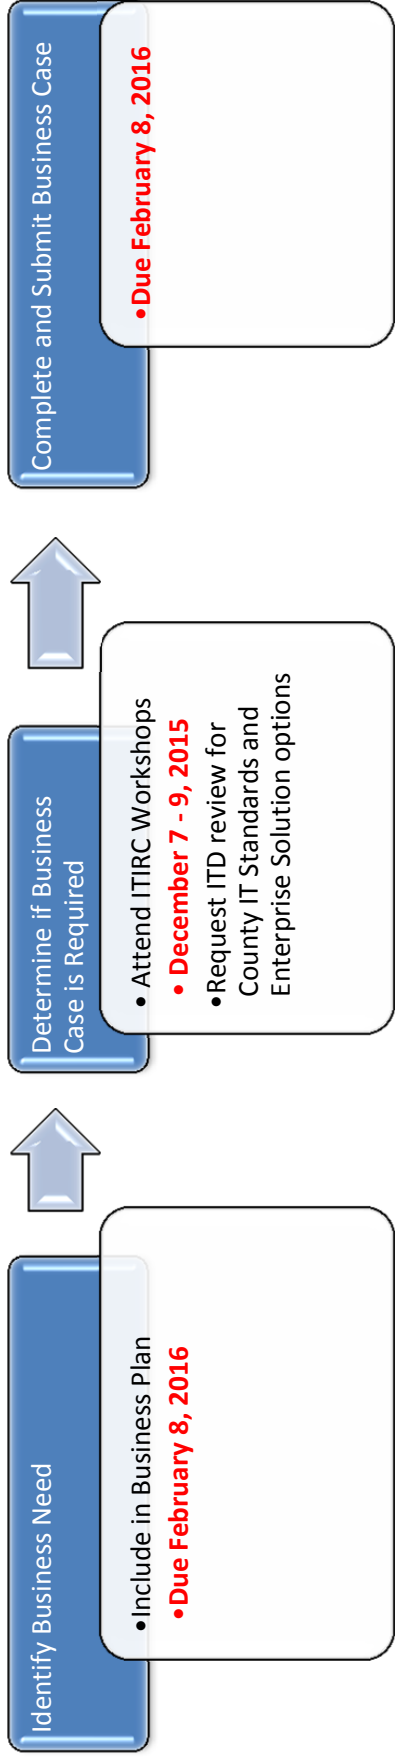 Identify Business Need
•Include in Business Plan
•Due February 8, 2016
Determine if Business
Case is Required
• Attend ITIRC Workshops
• December 7 - 9, 2015
•Request ITD review for
County IT Standards and
Enterprise Solution options
Complete and Submit Business Case
•Due February 8, 2016